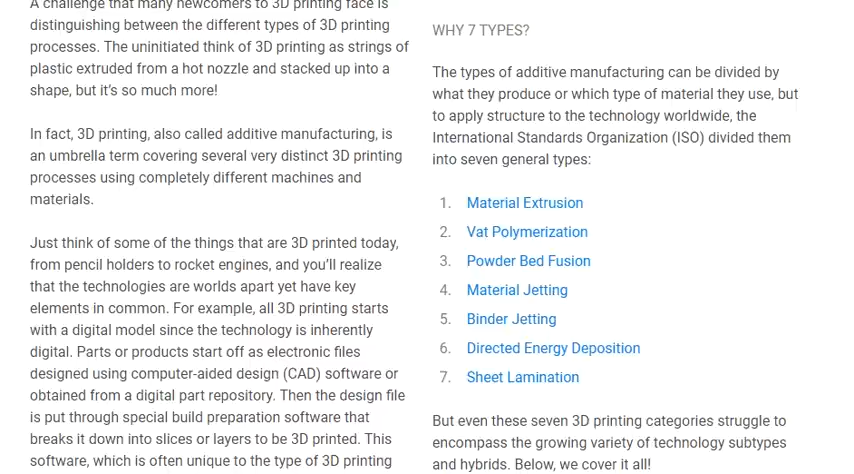 A challenge that many newcomers to 3D printing face is
distinguishing between the different types of 3D printing
processes. The uninitiated think of 3D printing as strings of
plastic extruded from a hot nozzle and stacked up into a
shape, but it's so much more!
In fact, 3D printing, also called additive manufacturing, is
an umbrella term covering several very distinct 3D printing
processes using completely different machines and
materials.
Just think of some of the things that are 3D printed today,
from pencil holders to rocket engines, and you'll realize
that the technologies are worlds apart yet have key
elements in common. For example, all 3D printing starts
with a digital model since the technology is inherently
digital. Parts or products start off as electronic files
designed using computer-aided design (CAD) software or
obtained from a digital part repository. Then the design file
is put through special build preparation software that
breaks it down into slices or layers to be 3D printed. This
software, which is often unique to the type of 3D printing
WHY 7 TYPES?
The types of additive manufacturing can be divided by
what they produce or which type of material they use, but
to apply structure to the technology worldwide, the
International Standards Organization (ISO) divided them
into seven general types:
1. Material Extrusion
2. Vat Polymerization
3. Powder Bed Fusion
4. Material Jetting
5. Binder Jetting
6. Directed Energy Deposition
7. Sheet Lamination
But even these seven 3D printing categories struggle to
encompass the growing variety of technology subtypes
and hybrids. Below, we cover it all!